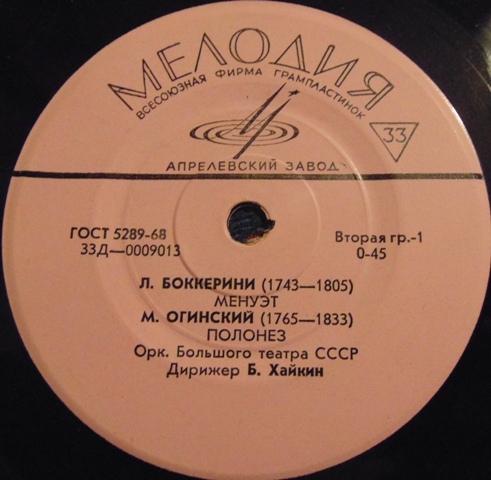 МЕЛОДИЯ
ВСЕСОЮЗНАЯ ФИРМА ГРАМПЛАСТИНОК
33
АПРЕЛЕВСКИЙ ЗАВОД
ГОСТ 5289-68
Вторая гр.-1
33Д—0009013
0-45
Л. БОККЕРИНИ (1743—1805)
МЕНУЭТ
М. ОГИНСКИЙ (1765—1833)
ПОЛОНЕЗ
Орк. Большого театра СССР
Дирижер Б. Хайкин